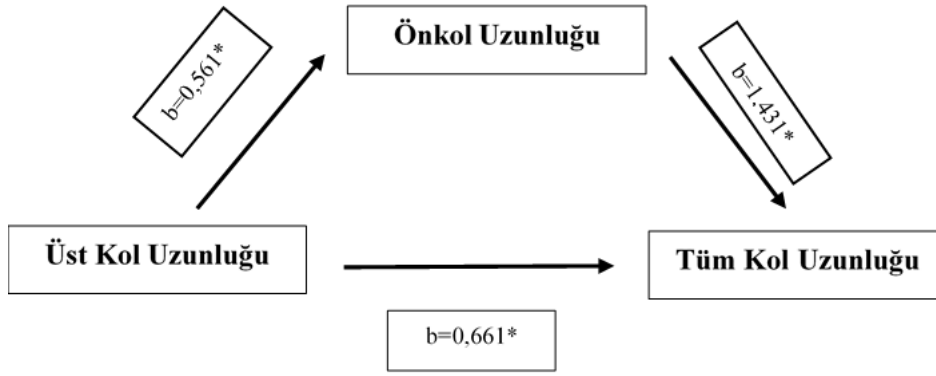 Önkol Uzunluğu
b=0,561*
b=1,431*
Üst Kol Uzunluğu
Tüm Kol Uzunluğu
b=0,661*